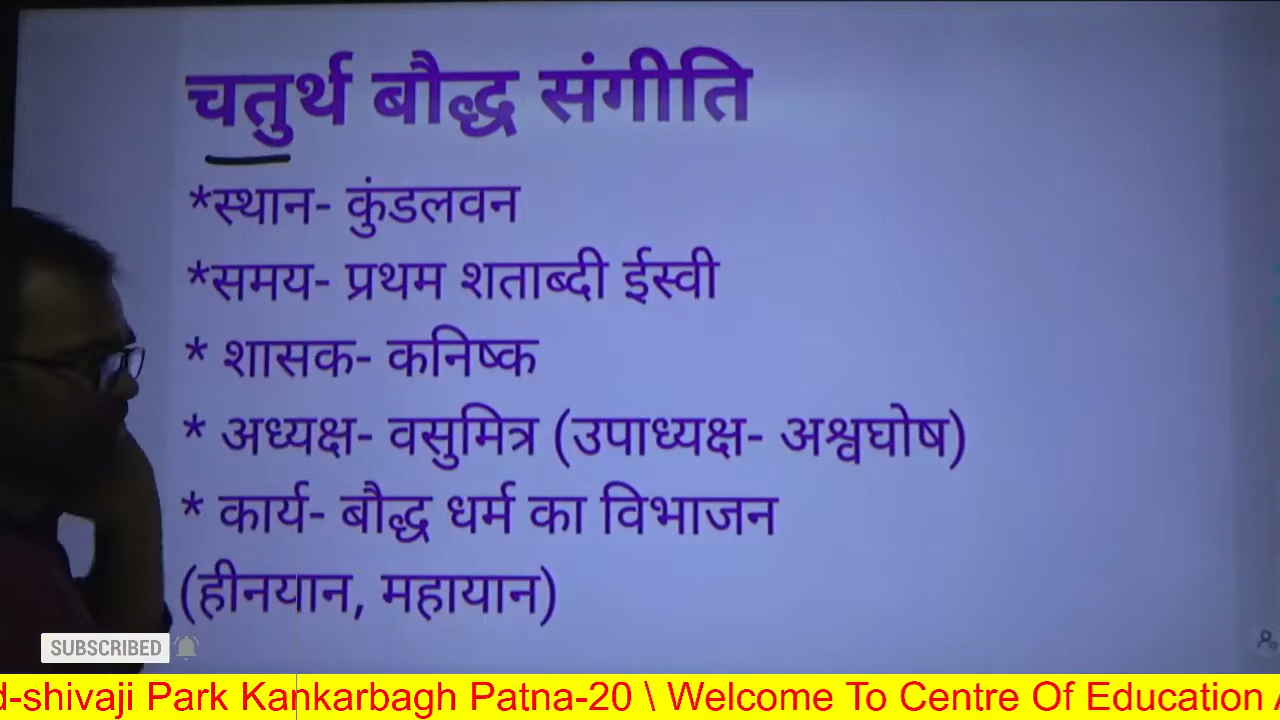 चतुर्थ बौद्ध संगीति
*स्थान- कुंडलवन
*समय- प्रथम शताब्दी ईस्वी
* शासक- कनिष्क
* अध्यक्ष- वसुमित्र (उपाध्यक्ष- अश्वघोष)
* कार्य- बौद्ध धर्म का विभाजन
(हीनयान, महायान)
SUBSCRIBED
d-shivaji Park Kankarbagh Patna-20 \ Welcome To Centre Of Education A